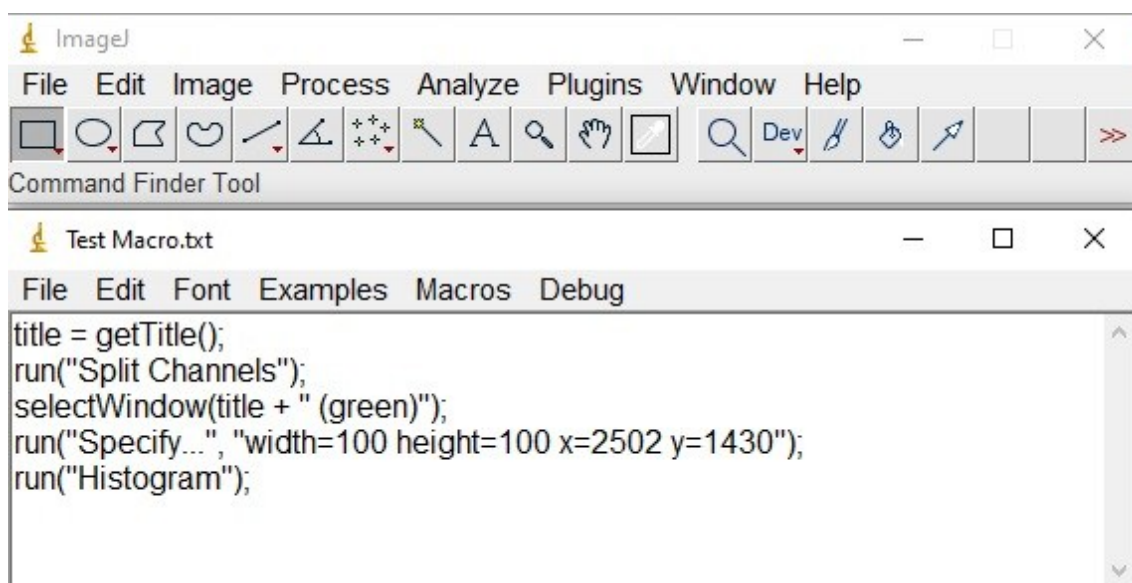 ImageJ
File Edit Image Process Analyze Plugins Window Help
A Dev >>
Command Finder Tool
Test Macro.txt
File Edit Font Examples Macros Debug
title = getTitle();
run("Split Channels");
selectWindow(title + " (green)");
run("Specify...", "width=100 height=100 x=2502 y=1430");
run("Histogram");